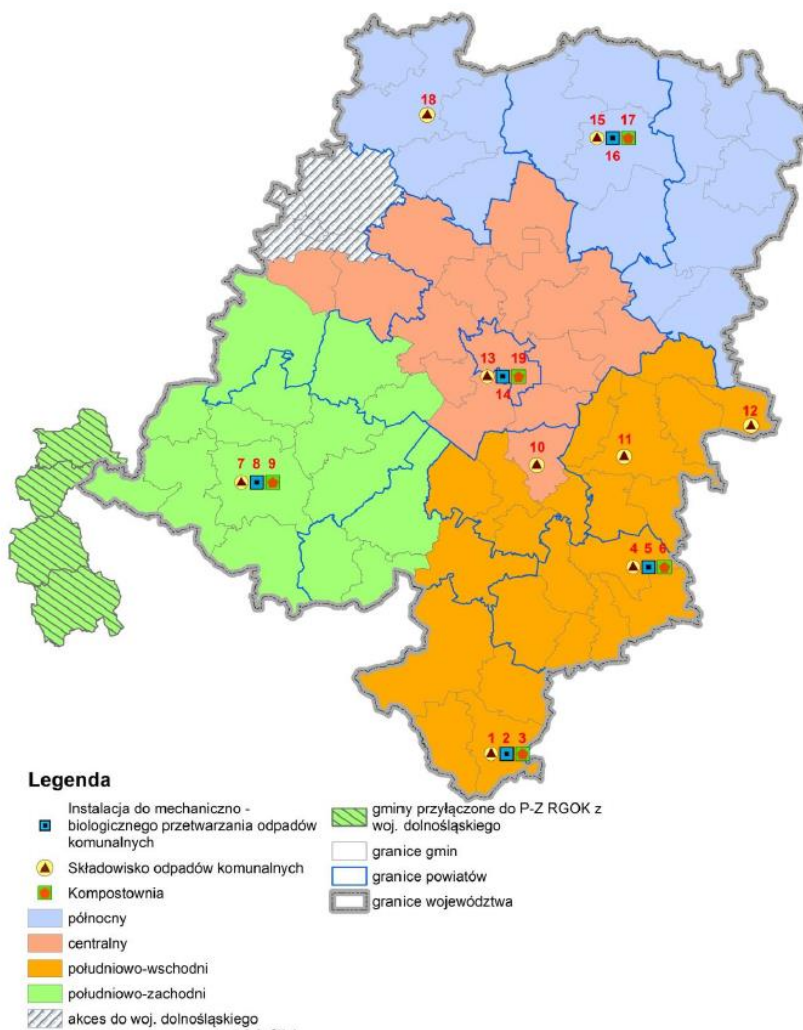 18
15 17
16
13 19
14
12
10
11
7 8 9
4 5 6
1 2 3
Legenda
Instalacja do mechaniczno -
biologicznego przetwarzania odpadów
komunalnych
Składowisko odpadów komunalnych
Kompostownia
północny
centralny
południowo-wschodni
południowo-zachodni
akces do woj. dolnośląskiego
gminy przyłączone do P-Z RGOK z
woj. dolnośląskiego
granice gmin
granice powiatów
granice województwa